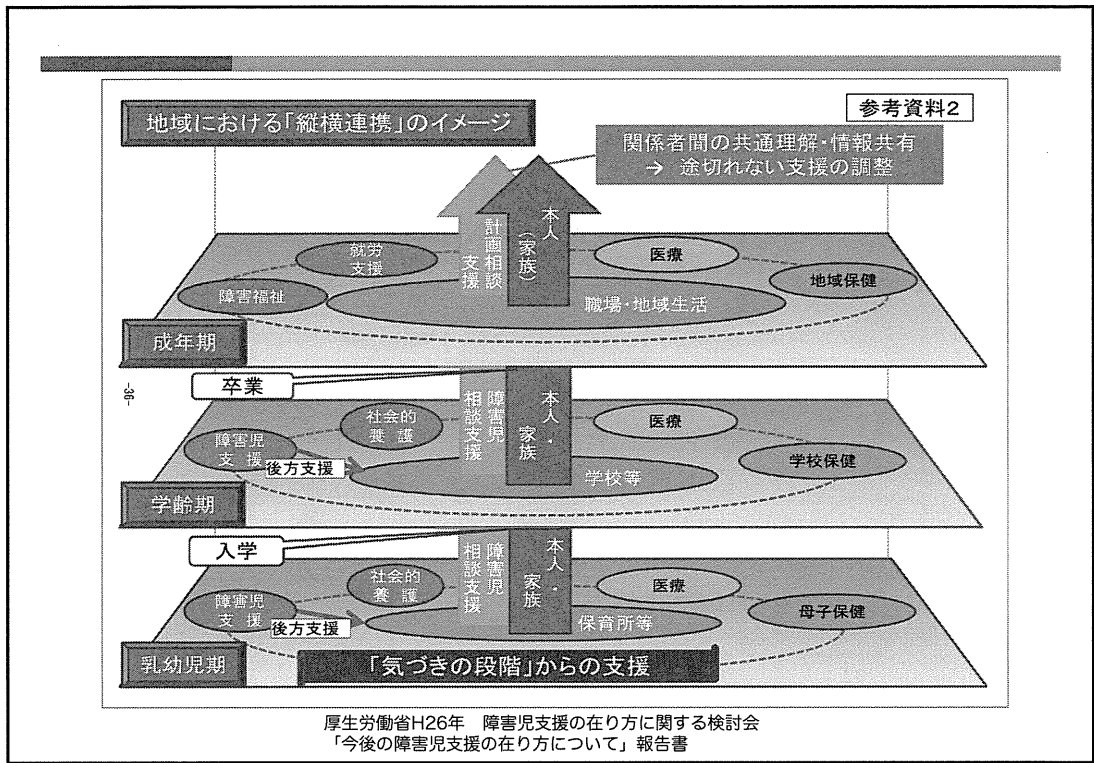 参考資料2
地域における「縦横連携」のイメージ
関係者間の共通理解・情報共有
→ 途切れない支援の調整
本人
(家族)
計画相談
支援
就労
支援
医療
障害福祉
地域保健
職場・地域生活
成年期
卒業
-36-
本人・
家族
障害児
相談支援
社会的
養護
医療
障害児
支援
後方支援
学校保健
学校等
学齢期
入学
本人・
家族
障害児
相談支援
社会的
養護
医療
障害児
支援
後方支援
母子保健
保育所等
乳幼児期
「気づきの段階」からの支援
厚生労働省H26年 障害児支援の在り方に関する検討会
「今後の障害児支援の在り方について」報告書